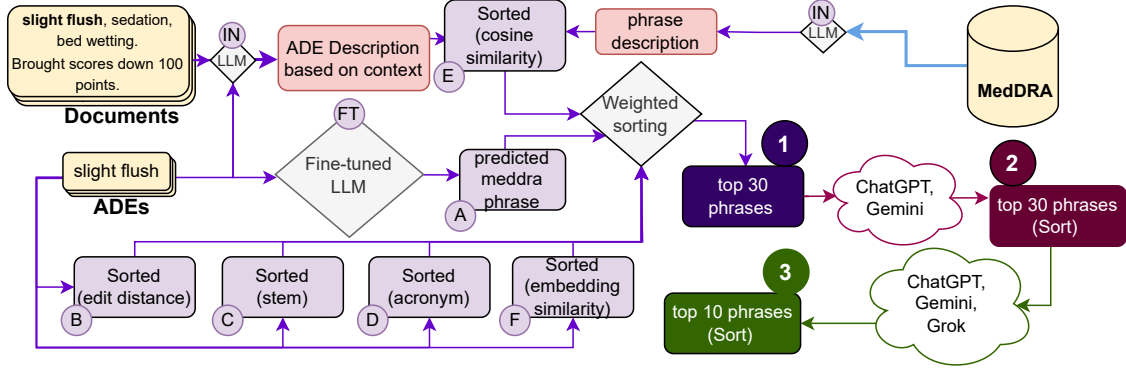 slight flush, sedation,
bed wetting.
Brought scores down 100
points.
Documents
IN
LLM
ADE Description
based on context
Sorted
(cosine
similarity)
E
phrase
description
IN
LLM
MedDRA
Weighted
sorting
FT
Fine-tuned
LLM
predicted
meddra
phrase
A
slight flush
ADEs
1
top 30
phrases
ChatGPT,
Gemini
2
top 30 phrases
(Sort)
Sorted
(edit distance)
B
Sorted
(stem)
C
Sorted
(acronym)
D
Sorted
(embedding
similarity)
F
3
top 10 phrases
(Sort)
ChatGPT,
Gemini,
Grok